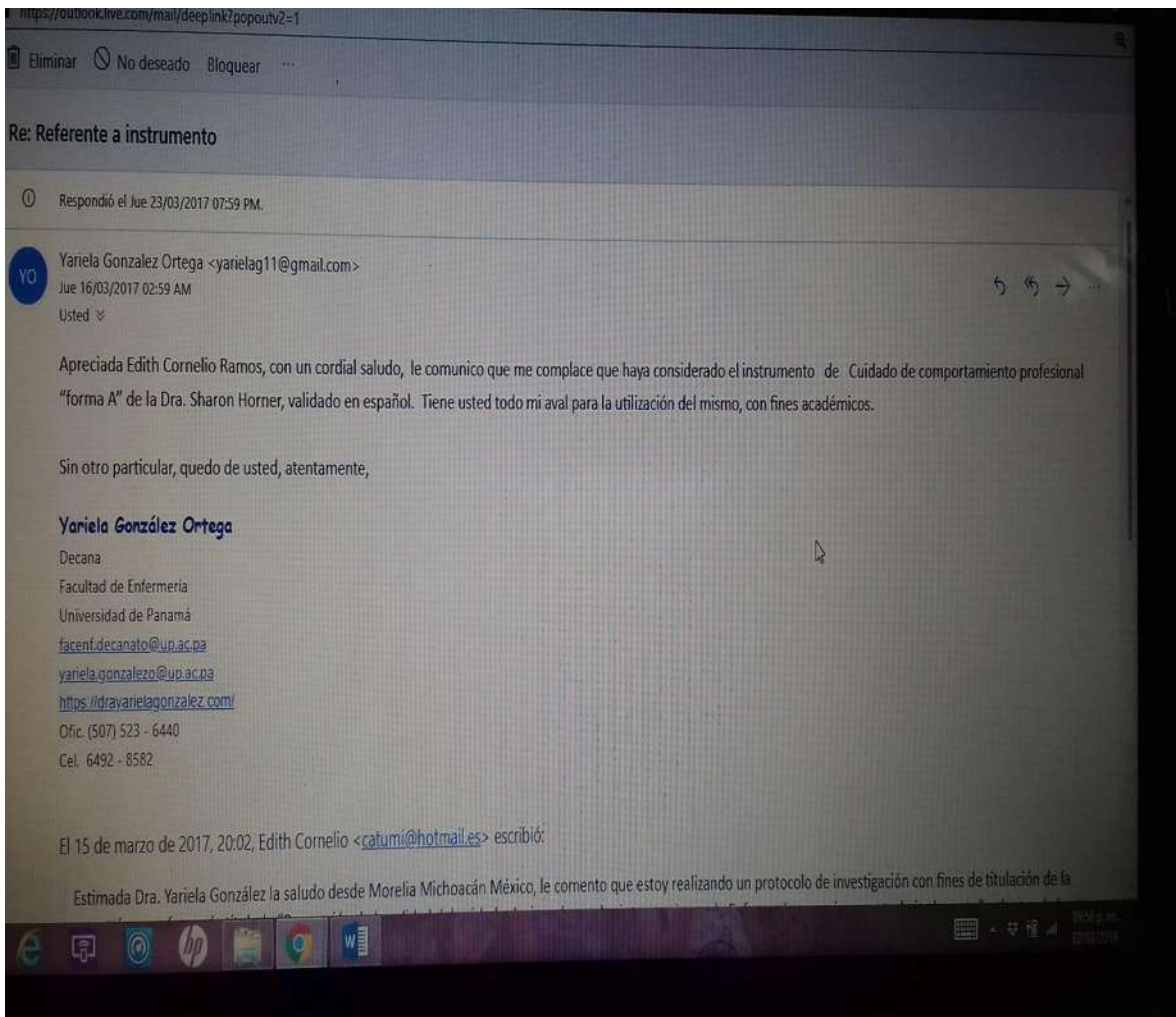 https://outlook.live.com/mail/deeplink?popoutv2=1
Eliminar No deseado Bloquear ...
Re: Referente a instrumento
Respondió el Jue 23/03/2017 07:59 PM.
YO
Yariela Gonzalez Ortega <yarielag11@gmail.com>
Jue 16/03/2017 02:59 AM
Usted
Apreciada Edith Cornelio Ramos, con un cordial saludo, le comunico que me complace que haya considerado el instrumento de Cuidado de comportamiento profesional
"forma A" de la Dra. Sharon Horner, validado en español. Tiene usted todo mi aval para la utilización del mismo, con fines académicos.
Sin otro particular, quedo de usted, atentamente,
Yariela González Ortega
Decana
Facultad de Enfermería
Universidad de Panamá
facenf.decanato@up.ac.pa
yariela.gonzalezo@up.ac.pa
https://drayarielagonzalez.com/
Ofic. (507) 523 - 6440
Cel. 6492 - 8582
El 15 de marzo de 2017, 20:02, Edith Cornelio <catumi@hotmail.es> escribió:
Estimada Dra. Yariela González la saludo desde Morelia Michoacán México, le comento que estoy realizando un protocolo de investigación con fines de titulación de la
hp
W